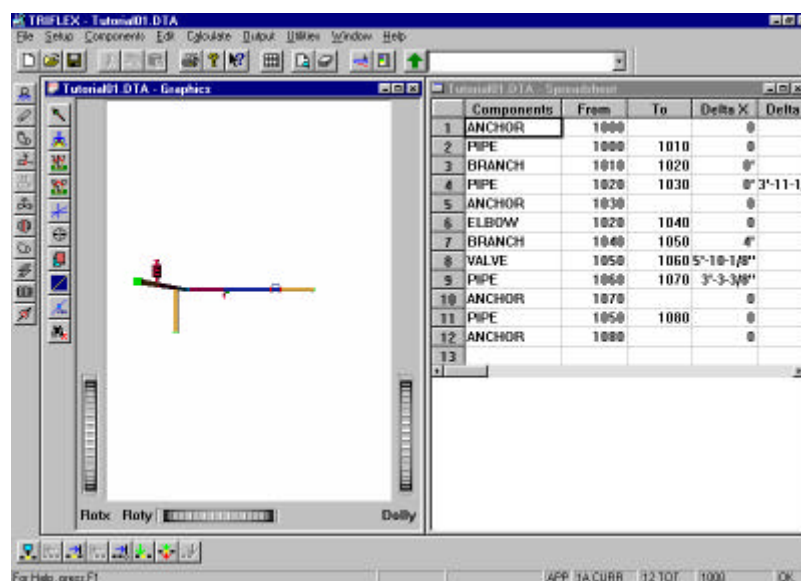 TRIFLEX - Tutorial01.DTA
File Setup Components Edit Calculate Output Utilities Window Help
Tutorial01.DTA - Graphics
Tutorial01.DTA - Spreadsheet
Components From To Delta X Delta
1 ANCHOR 1000 0
2 PIPE 1000 1010 0
3 BRANCH 1010 1020 0"
4 PIPE 1020 1030 0" 3'-11-1
5 ANCHOR 1030 0
6 ELBOW 1020 1040 0
7 BRANCH 1040 1050 4"
8 VALVE 1050 1060 5"-10-1/8"
9 PIPE 1060 1070 3"-3-3/8"
10 ANCHOR 1070 0
11 PIPE 1050 1080 0
12 ANCHOR 1080 0
13
Rotx Roty Dolly
For Help, press F1
APP 1A CURR 12 TOT 1000 OK